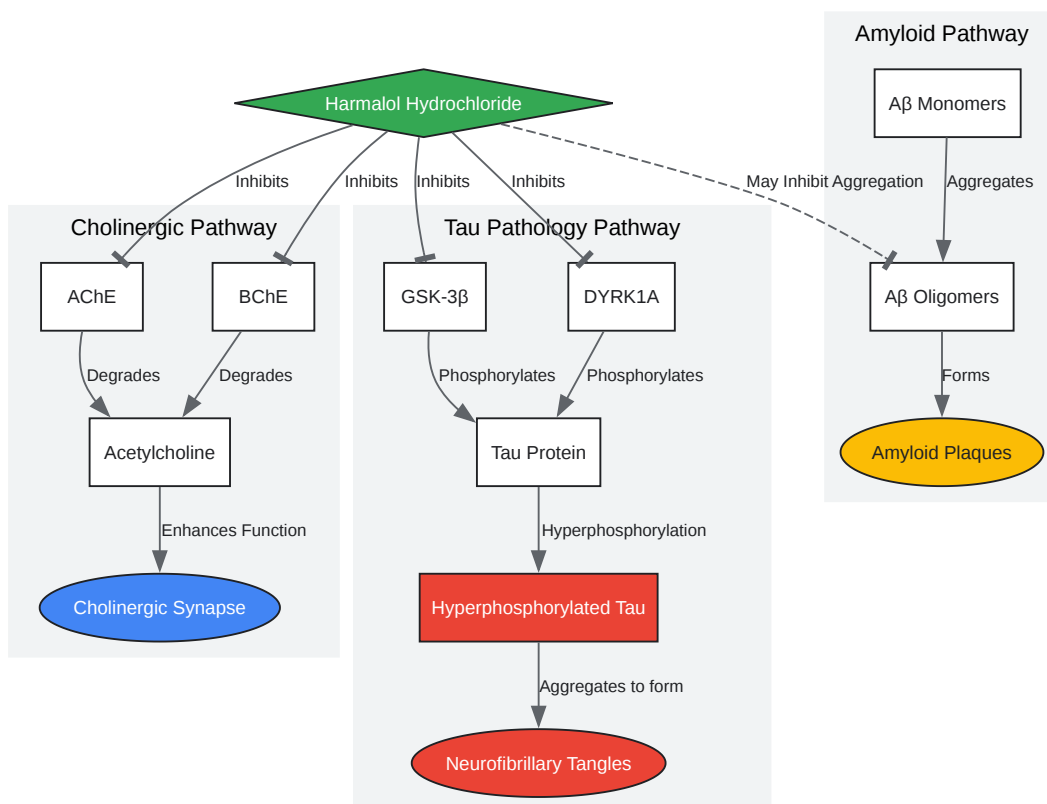 Amyloid Pathway
Harmalol Hydrochloride
Aβ Monomers
Inhibits
Inhibits
Inhibits
Inhibits
May Inhibit Aggregation
Aggregates
Cholinergic Pathway
Tau Pathology Pathway
AChE
BChE
GSK-3β
DYRK1A
Aβ Oligomers
Degrades
Degrades
Phosphorylates
Phosphorylates
Forms
Acetylcholine
Tau Protein
Amyloid Plaques
Enhances Function
Hyperphosphorylation
Cholinergic Synapse
Hyperphosphorylated Tau
Aggregates to form
Neurofibrillary Tangles